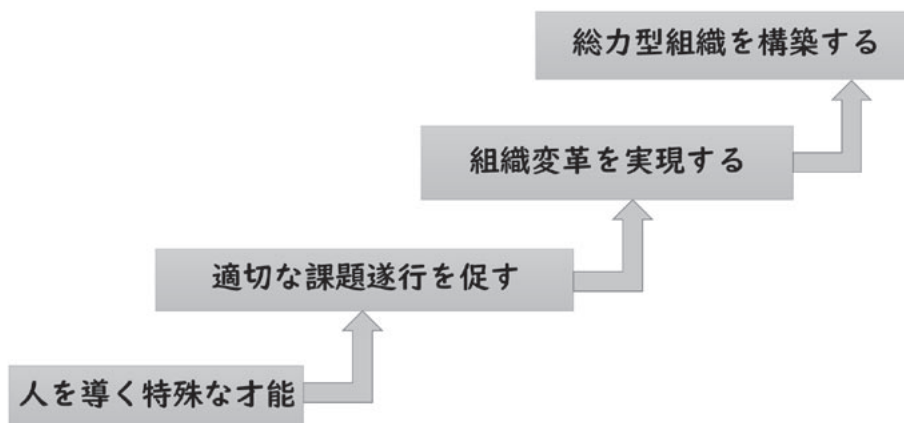 総力型組織を構築する
組織変革を実現する
適切な課題遂行を促す
人を導く特殊な才能